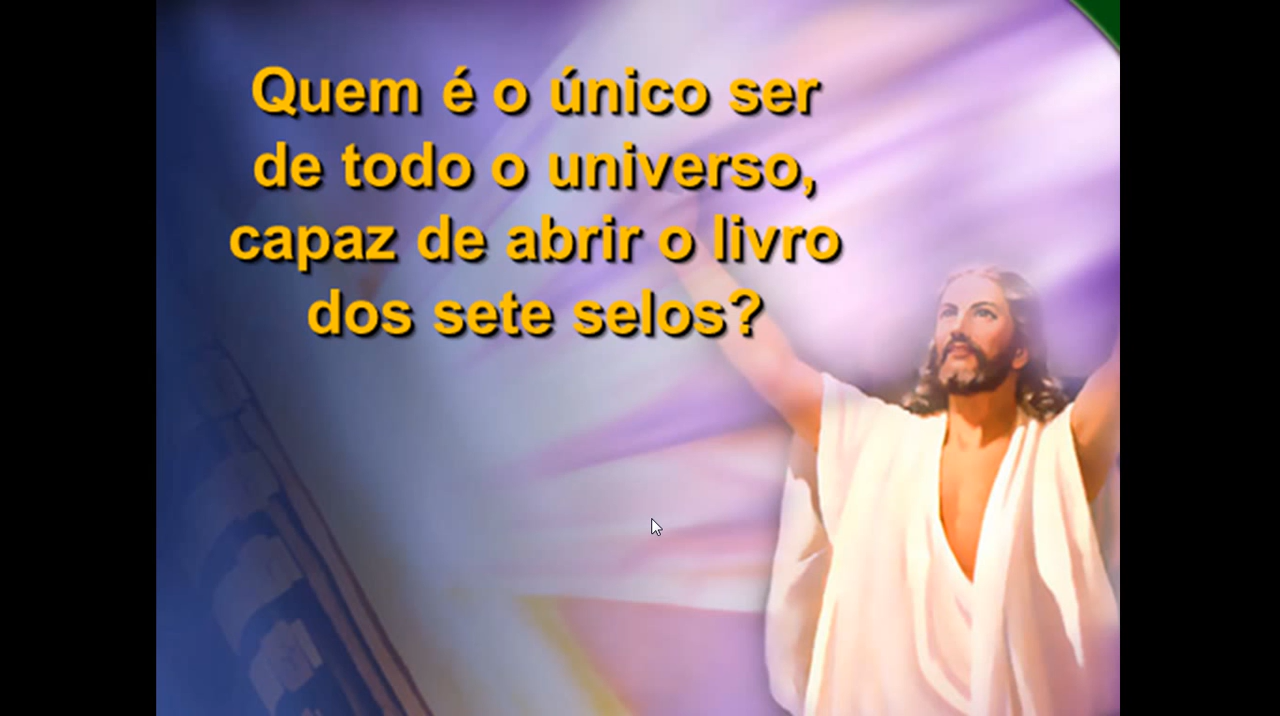 Quem é o único ser
de todo o universo,
capaz de abrir o livro
dos sete selos?